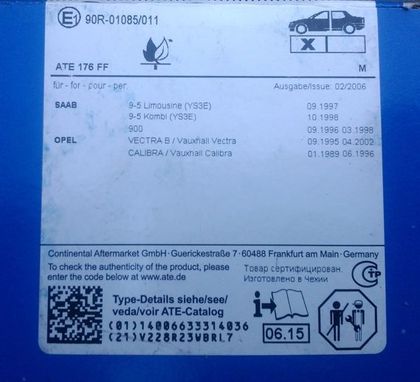 E1 90R-01085/011
X
ATE 176 FF
M
für - for - pour - per
Ausgabe/Issue: 02/2006
SAAB 9-5 Limousine (YS3E) 09.1997
9-5 Kombi (YS3E) 10.1998
900 09.1996 03.1998
OPEL VECTRA B / Vauxhall Vectra 09.1995 04.2002
CALIBRA / Vauxhall Calibra 01.1989 06.1996
Continental Aftermarket GmbH · Guerickestraße 7 · 60488 Frankfurt am Main · Germany
To check the authenticity of the product, please enter the code below at www.ate.de.
Товар сертифицирован.
Изготовлено в Чехии.
Type-Details siehe/see/
veda/voir ATE-Catalog
(01)14006633314036
(21)V228R23WBRL7
i
06.15